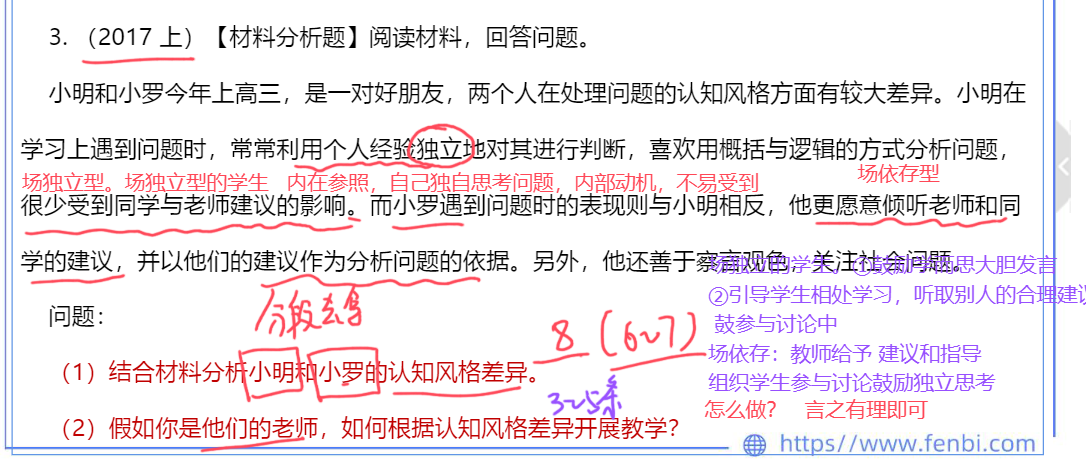 3. （2017 上）【材料分析题】阅读材料，回答问题。
小明和小罗今年上高三，是一对好朋友，两个人在处理问题的认知风格方面有较大差异。小明在
学习上遇到问题时，常常利用个人经验独立地对其进行判断，喜欢用概括与逻辑的方式分析问题，
场独立型。场独立型的学生 内在参照，自己独自思考问题，内部动机，不易受到
场依存型
很少受到同学与老师建议的影响。而小罗遇到问题时的表现则与小明相反，他更愿意倾听老师和同
学的建议，并以他们的建议作为分析问题的依据。另外，他还善于察言观色，关注社会问题。
场独立的学生，①鼓励学霸思大胆发言
②引导学生相处学习，听取别人的合理建议
鼓参与讨论中
问题：
分段去写
8（6~7）
（1）结合材料分析小明和小罗的认知风格差异。
场依存：教师给予 建议和指导
组织学生参与讨论鼓励独立思考
3~5条
怎么做？ 言之有理即可
（2）假如你是他们的老师，如何根据认知风格差异开展教学？
https//www.fenbi.com